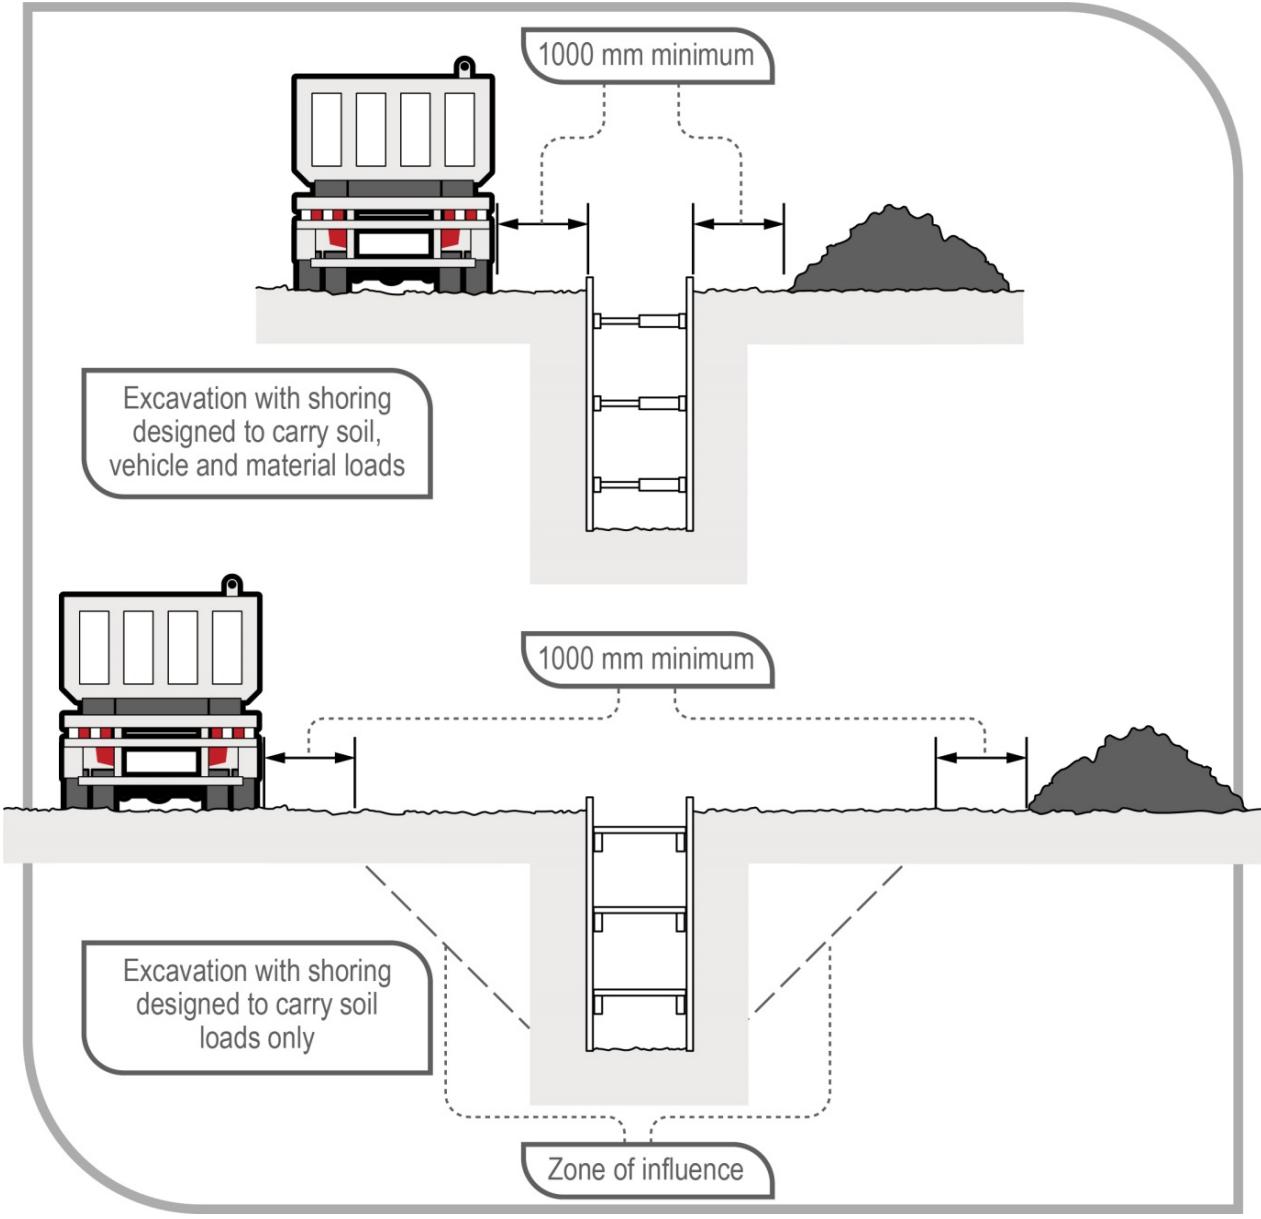 1000 mm minimum
Excavation with shoring
designed to carry soil,
vehicle and material loads
1000 mm minimum
Excavation with shoring
designed to carry soil
loads only
Zone of influence